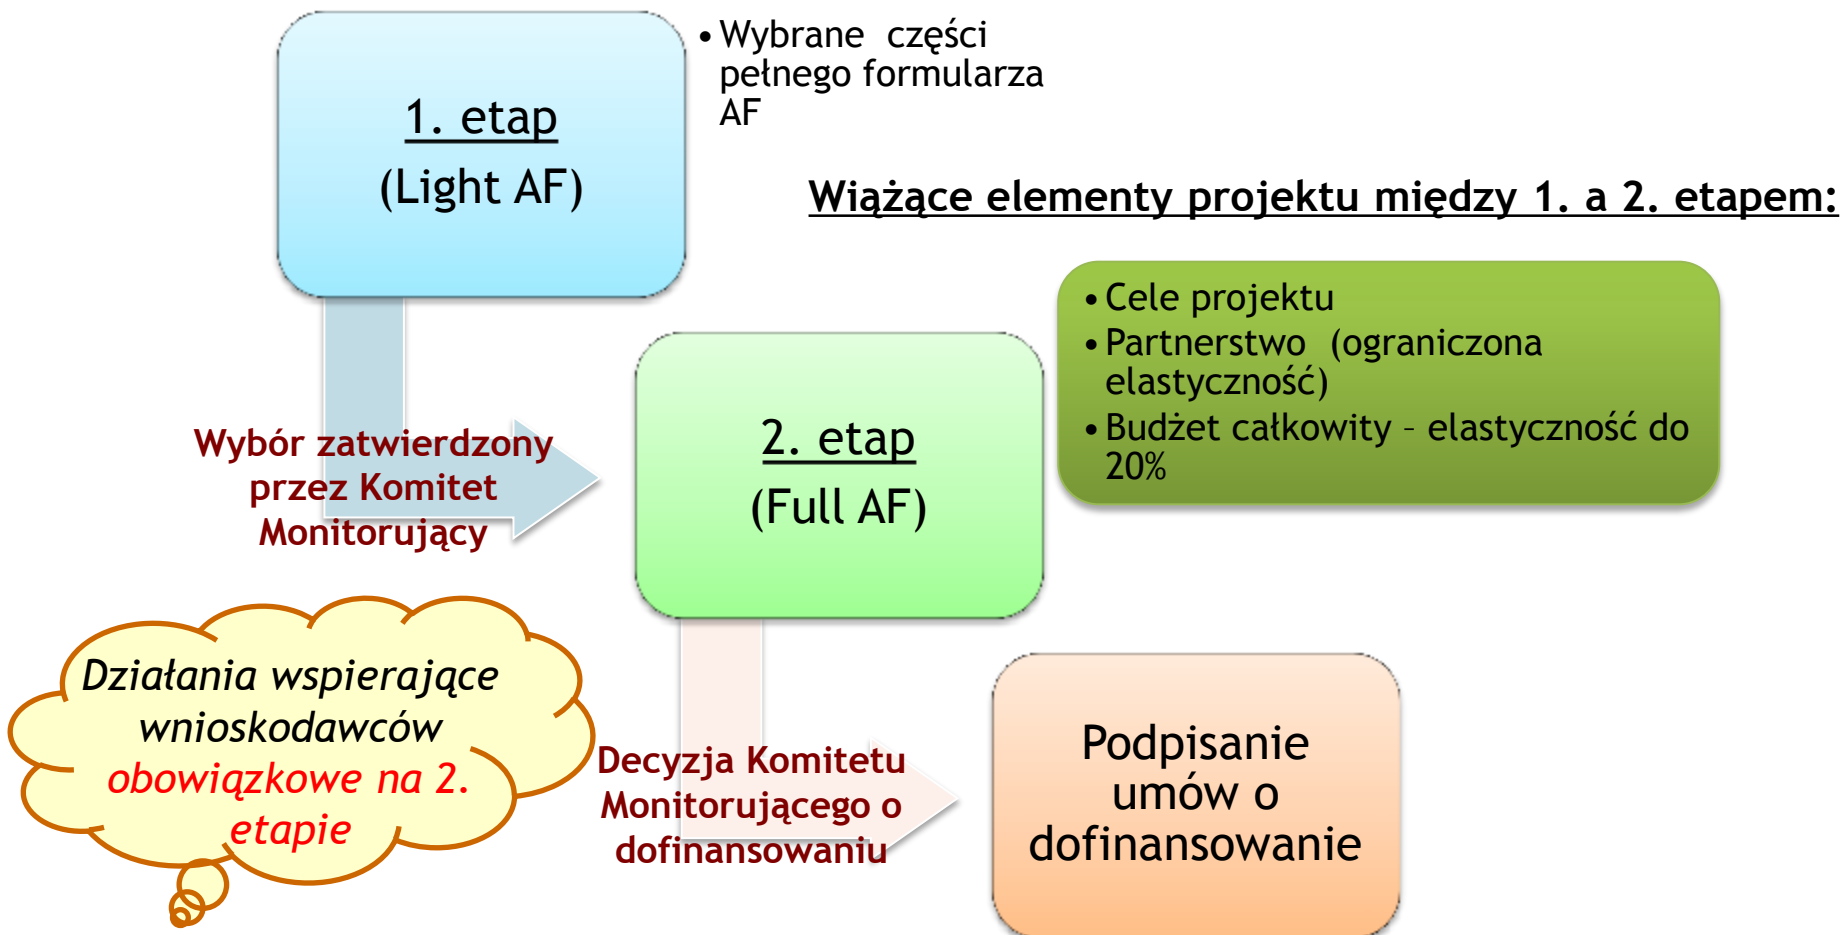 1. etap
(Light AF)
• Wybrane części
pełnego formularza
AF
Wiążące elementy projektu między 1. a 2. etapem:
• Cele projektu
• Partnerstwo (ograniczona
elastyczność)
• Budżet całkowity – elastyczność do
20%
Wybór zatwierdzony
przez Komitet
Monitorujący
2. etap
(Full AF)
Działania wspierające
wnioskodawców
obowiązkowe na 2.
etapie
Decyzja Komitetu
Monitorującego o
dofinansowaniu
Podpisanie
umów o
dofinansowanie